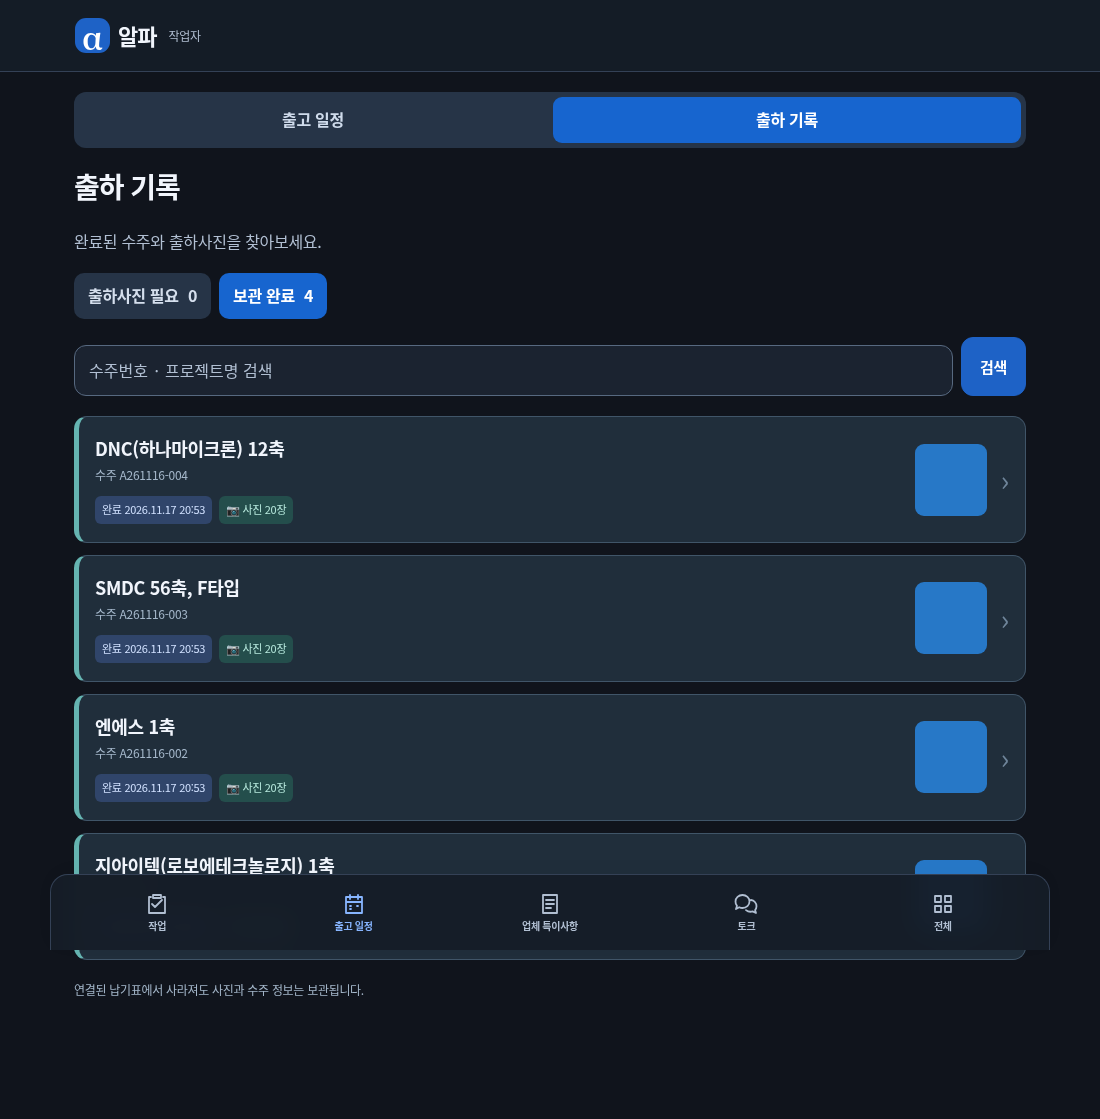 α 알파 작업자
출고 일정 출하 기록
출하 기록
완료된 수주와 출하사진을 찾아보세요.
출하사진 필요 0 보관 완료 4
수주번호 · 프로젝트명 검색 검색
DNC(하나마이크론) 12축
수주 A261116-004
완료 2026.11.17 20:53 📷 사진 20장
SMDC 56축, F타입
수주 A261116-003
완료 2026.11.17 20:53 📷 사진 20장
엔에스 1축
수주 A261116-002
완료 2026.11.17 20:53 📷 사진 20장
지아이텍(로보에테크놀로지) 1축
작업 출고 일정 업체 특이사항 토크 전체
연결된 납기표에서 사라져도 사진과 수주 정보는 보관됩니다.